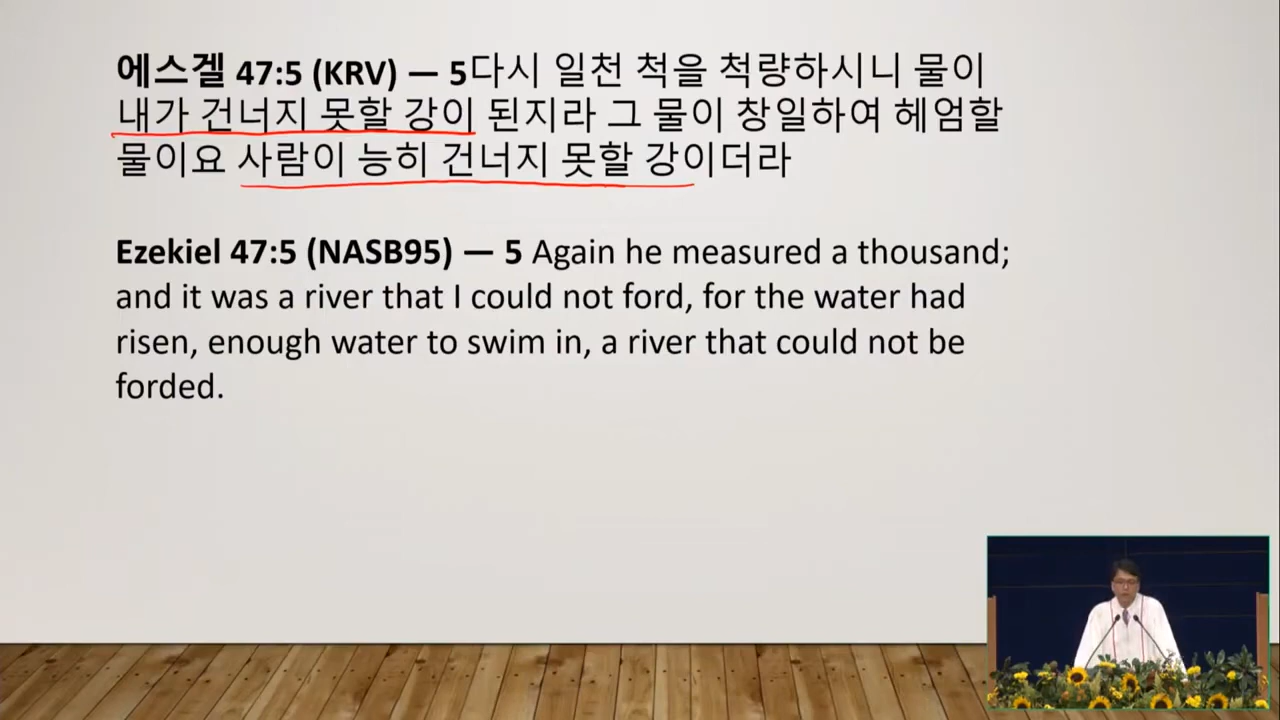 에스겔 47:5 (KRV) — 5다시 일천 척을 척량하시니 물이
내가 건너지 못할 강이 된지라 그 물이 창일하여 헤엄할
물이요 사람이 능히 건너지 못할 강이더라
Ezekiel 47:5 (NASB95) — 5 Again he measured a thousand;
and it was a river that I could not ford, for the water had
risen, enough water to swim in, a river that could not be
forded.